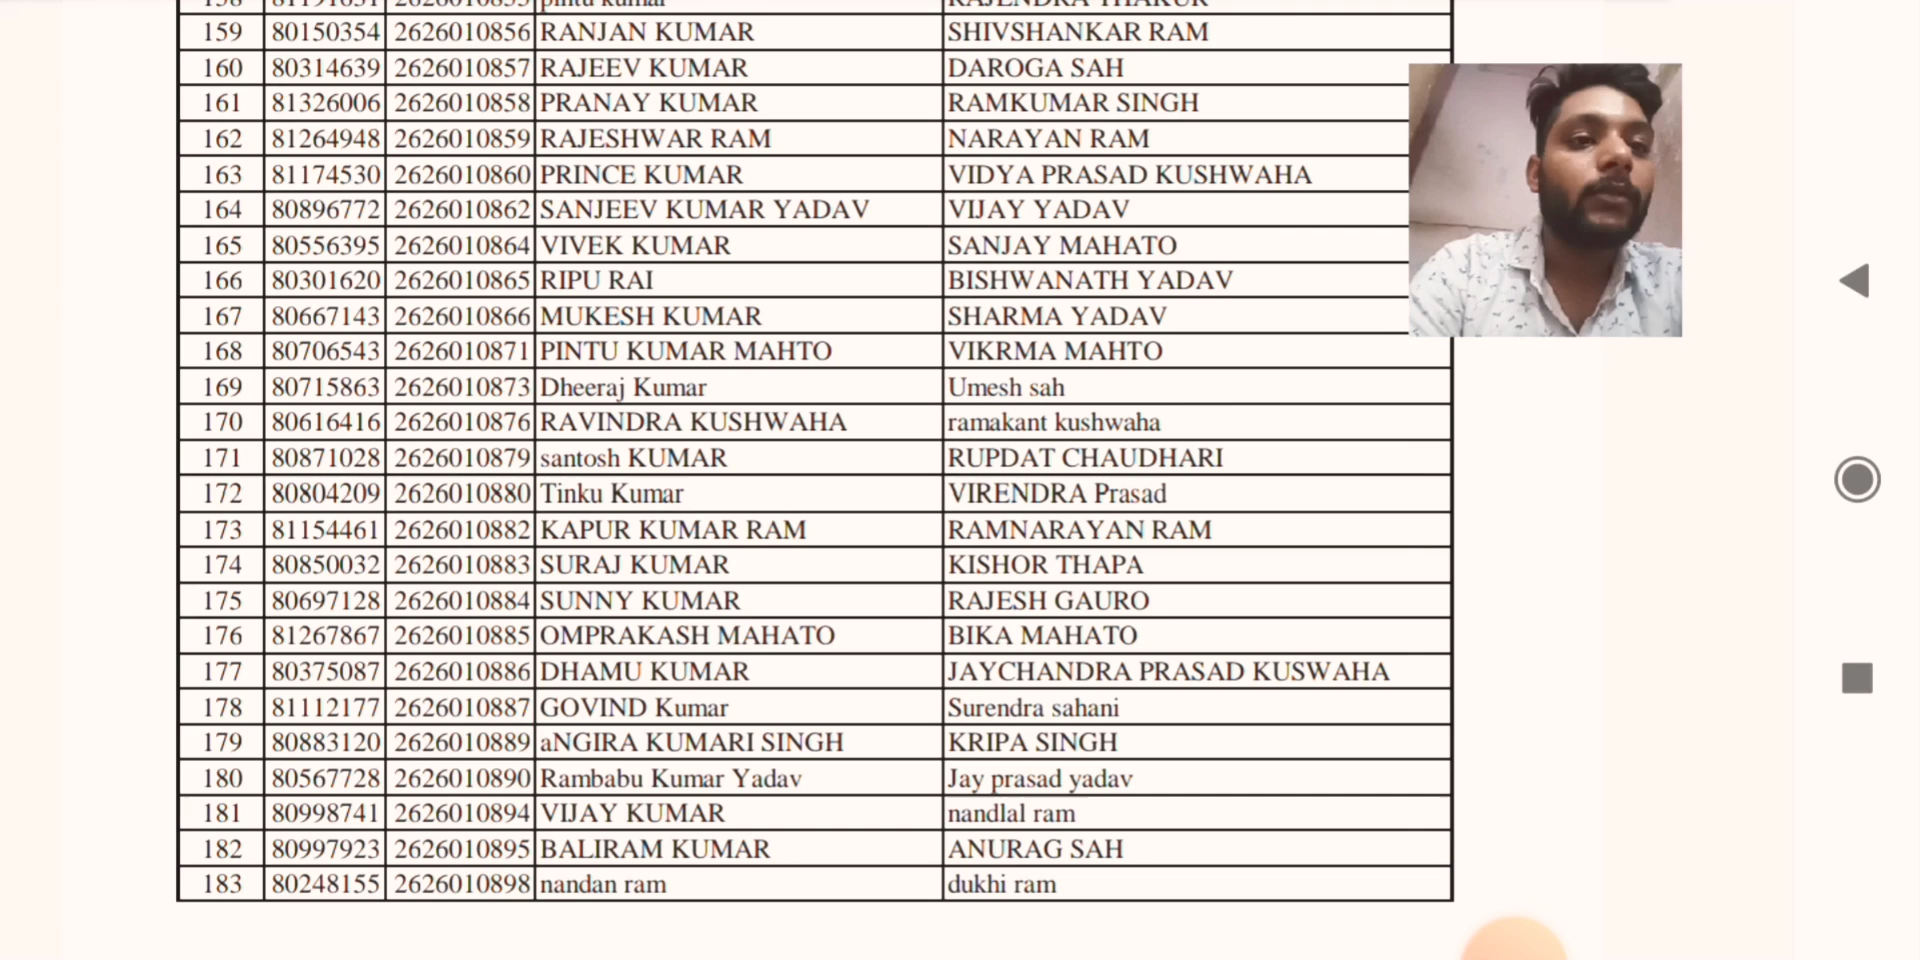 159 80150354 2626010856 RANJAN KUMAR SHIVSHANKAR RAM
160 80314639 2626010857 RAJEEV KUMAR DAROGA SAH
161 81326006 2626010858 PRANAY KUMAR RAMKUMAR SINGH
162 81264948 2626010859 RAJESHWAR RAM NARAYAN RAM
163 81174530 2626010860 PRINCE KUMAR VIDYA PRASAD KUSHWAHA
164 80896772 2626010862 SANJEEV KUMAR YADAV VIJAY YADAV
165 80556395 2626010864 VIVEK KUMAR SANJAY MAHATO
166 80301620 2626010865 RIPU RAI BISHWANATH YADAV
167 80667143 2626010866 MUKESH KUMAR SHARMA YADAV
168 80706543 2626010871 PINTU KUMAR MAHTO VIKRMA MAHTO
169 80715863 2626010873 Dheeraj Kumar Umesh sah
170 80616416 2626010876 RAVINDRA KUSHWAHA ramakant kushwaha
171 80871028 2626010879 santosh KUMAR RUPDAT CHAUDHARI
172 80804209 2626010880 Tinku Kumar VIRENDRA Prasad
173 81154461 2626010882 KAPUR KUMAR RAM RAMNARAYAN RAM
174 80850032 2626010883 SURAJ KUMAR KISHOR THAPA
175 80697128 2626010884 SUNNY KUMAR RAJESH GAURO
176 81267867 2626010885 OMPRAKASH MAHATO BIKA MAHATO
177 80375087 2626010886 DHAMU KUMAR JAYCHANDRA PRASAD KUSWAHA
178 81112177 2626010887 GOVIND Kumar Surendra sahani
179 80883120 2626010889 aNGIRA KUMARI SINGH KRIPA SINGH
180 80567728 2626010890 Rambabu Kumar Yadav Jay prasad yadav
181 80998741 2626010894 VIJAY KUMAR nandlal ram
182 80997923 2626010895 BALIRAM KUMAR ANURAG SAH
183 80248155 2626010898 nandan ram dukhi ram